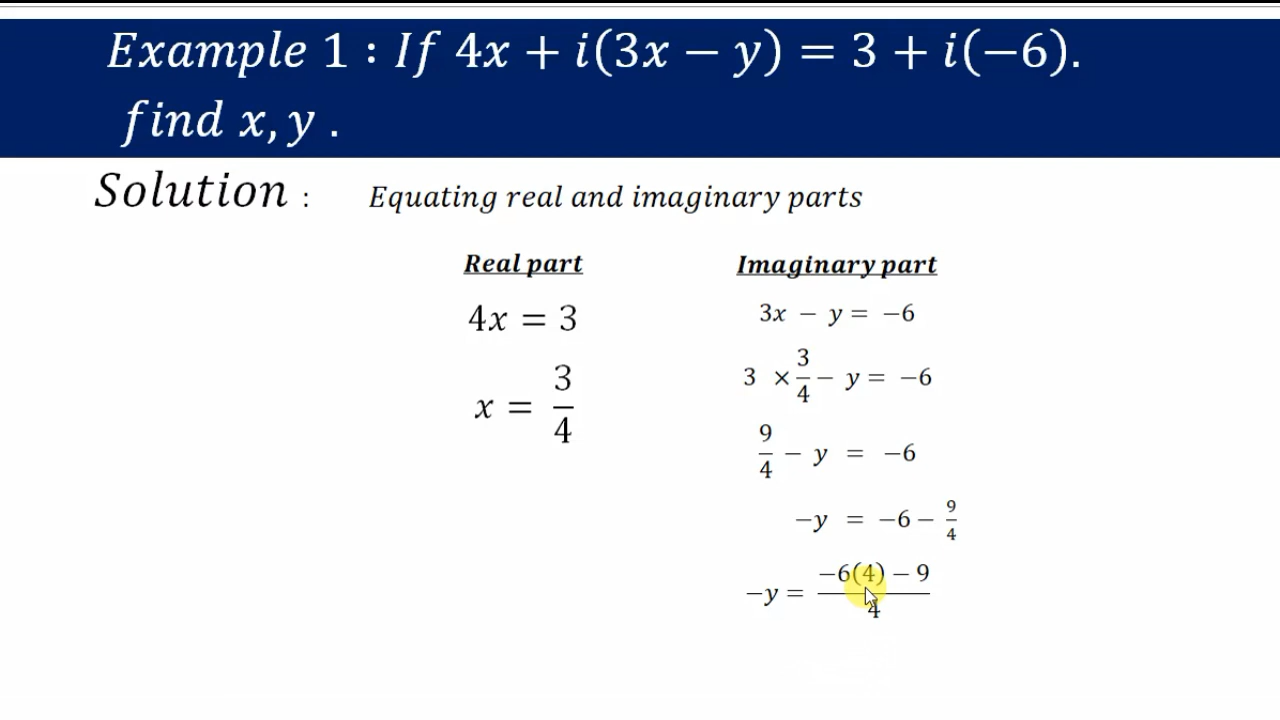 Example 1 : If 4x + i(3x − y) = 3 + i(−6).
find x, y .
Solution : Equating real and imaginary parts
Real part
4x = 3
x = 3/4
Imaginary part
3x − y = −6
3 × 3/4 − y = −6
9/4 − y = −6
−y = −6 − 9/4
−y = −6(4) − 9 / 4